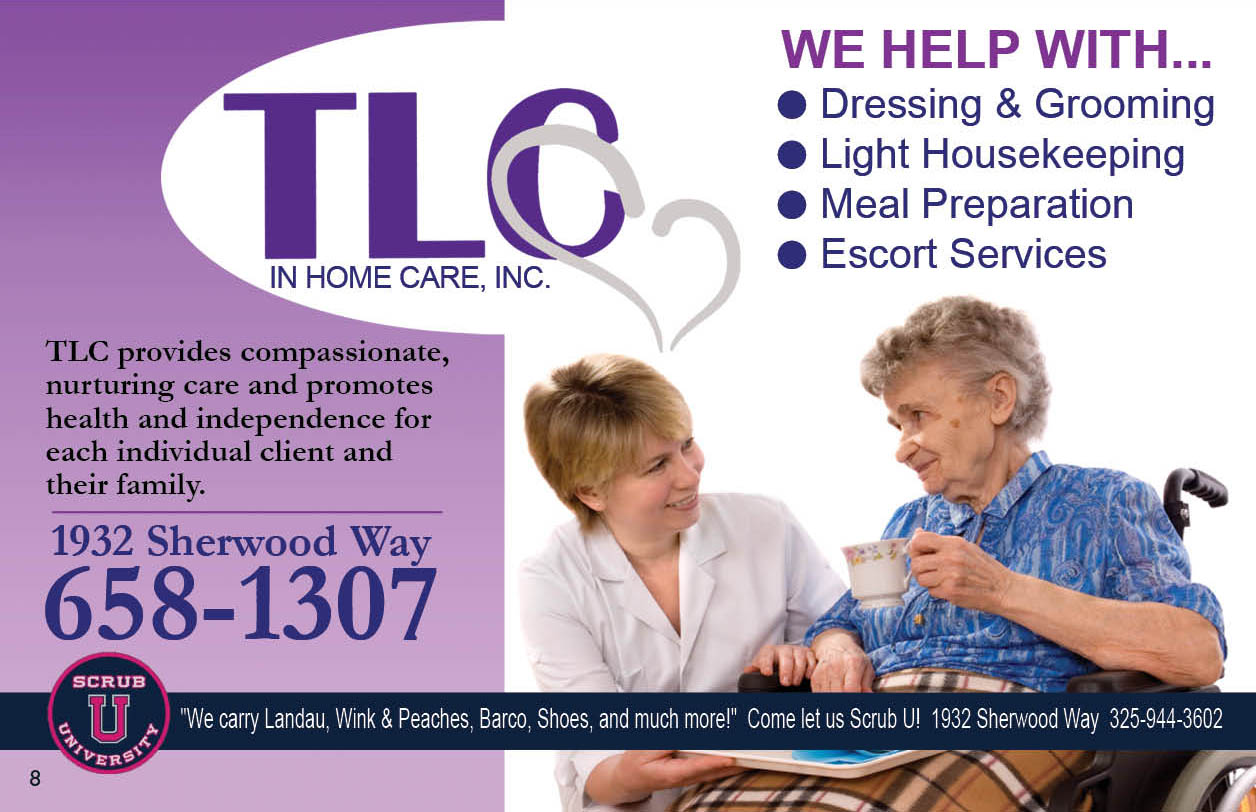 TLC
IN HOME CARE, INC.
WE HELP WITH...
● Dressing & Grooming
● Light Housekeeping
● Meal Preparation
● Escort Services
TLC provides compassionate,
nurturing care and promotes
health and independence for
each individual client and
their family.
1932 Sherwood Way
658-1307
SCRUB
U
UNIVERSITY
"We carry Landau, Wink & Peaches, Barco, Shoes, and much more!"  Come let us Scrub U!  1932 Sherwood Way  325-944-3602
8